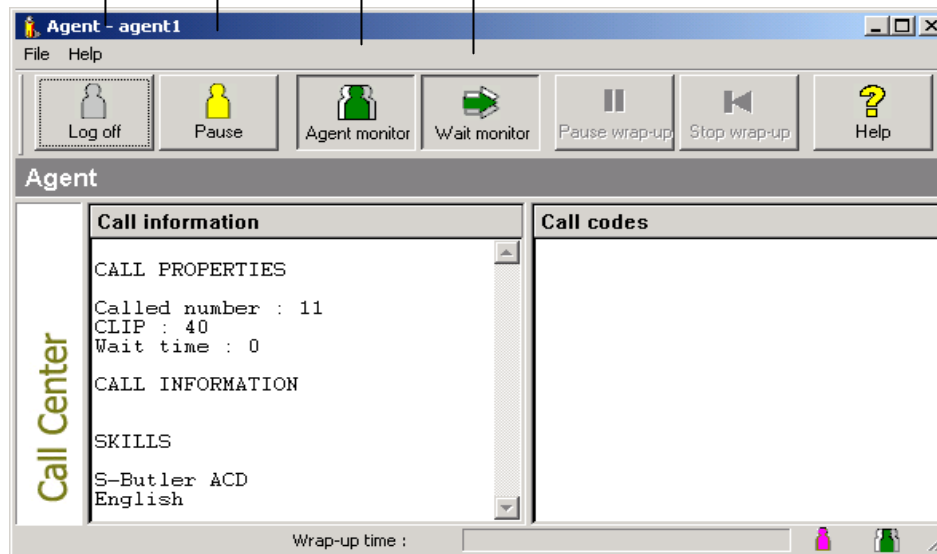 Agent - agent1
File Help
Log off Pause Agent monitor Wait monitor Pause wrap-up Stop wrap-up Help
Agent
Call Center
Call information
CALL PROPERTIES
Called number : 11
CLIP : 40
Wait time : 0
CALL INFORMATION
SKILLS
S-Butler ACD
English
Call codes
Wrap-up time :